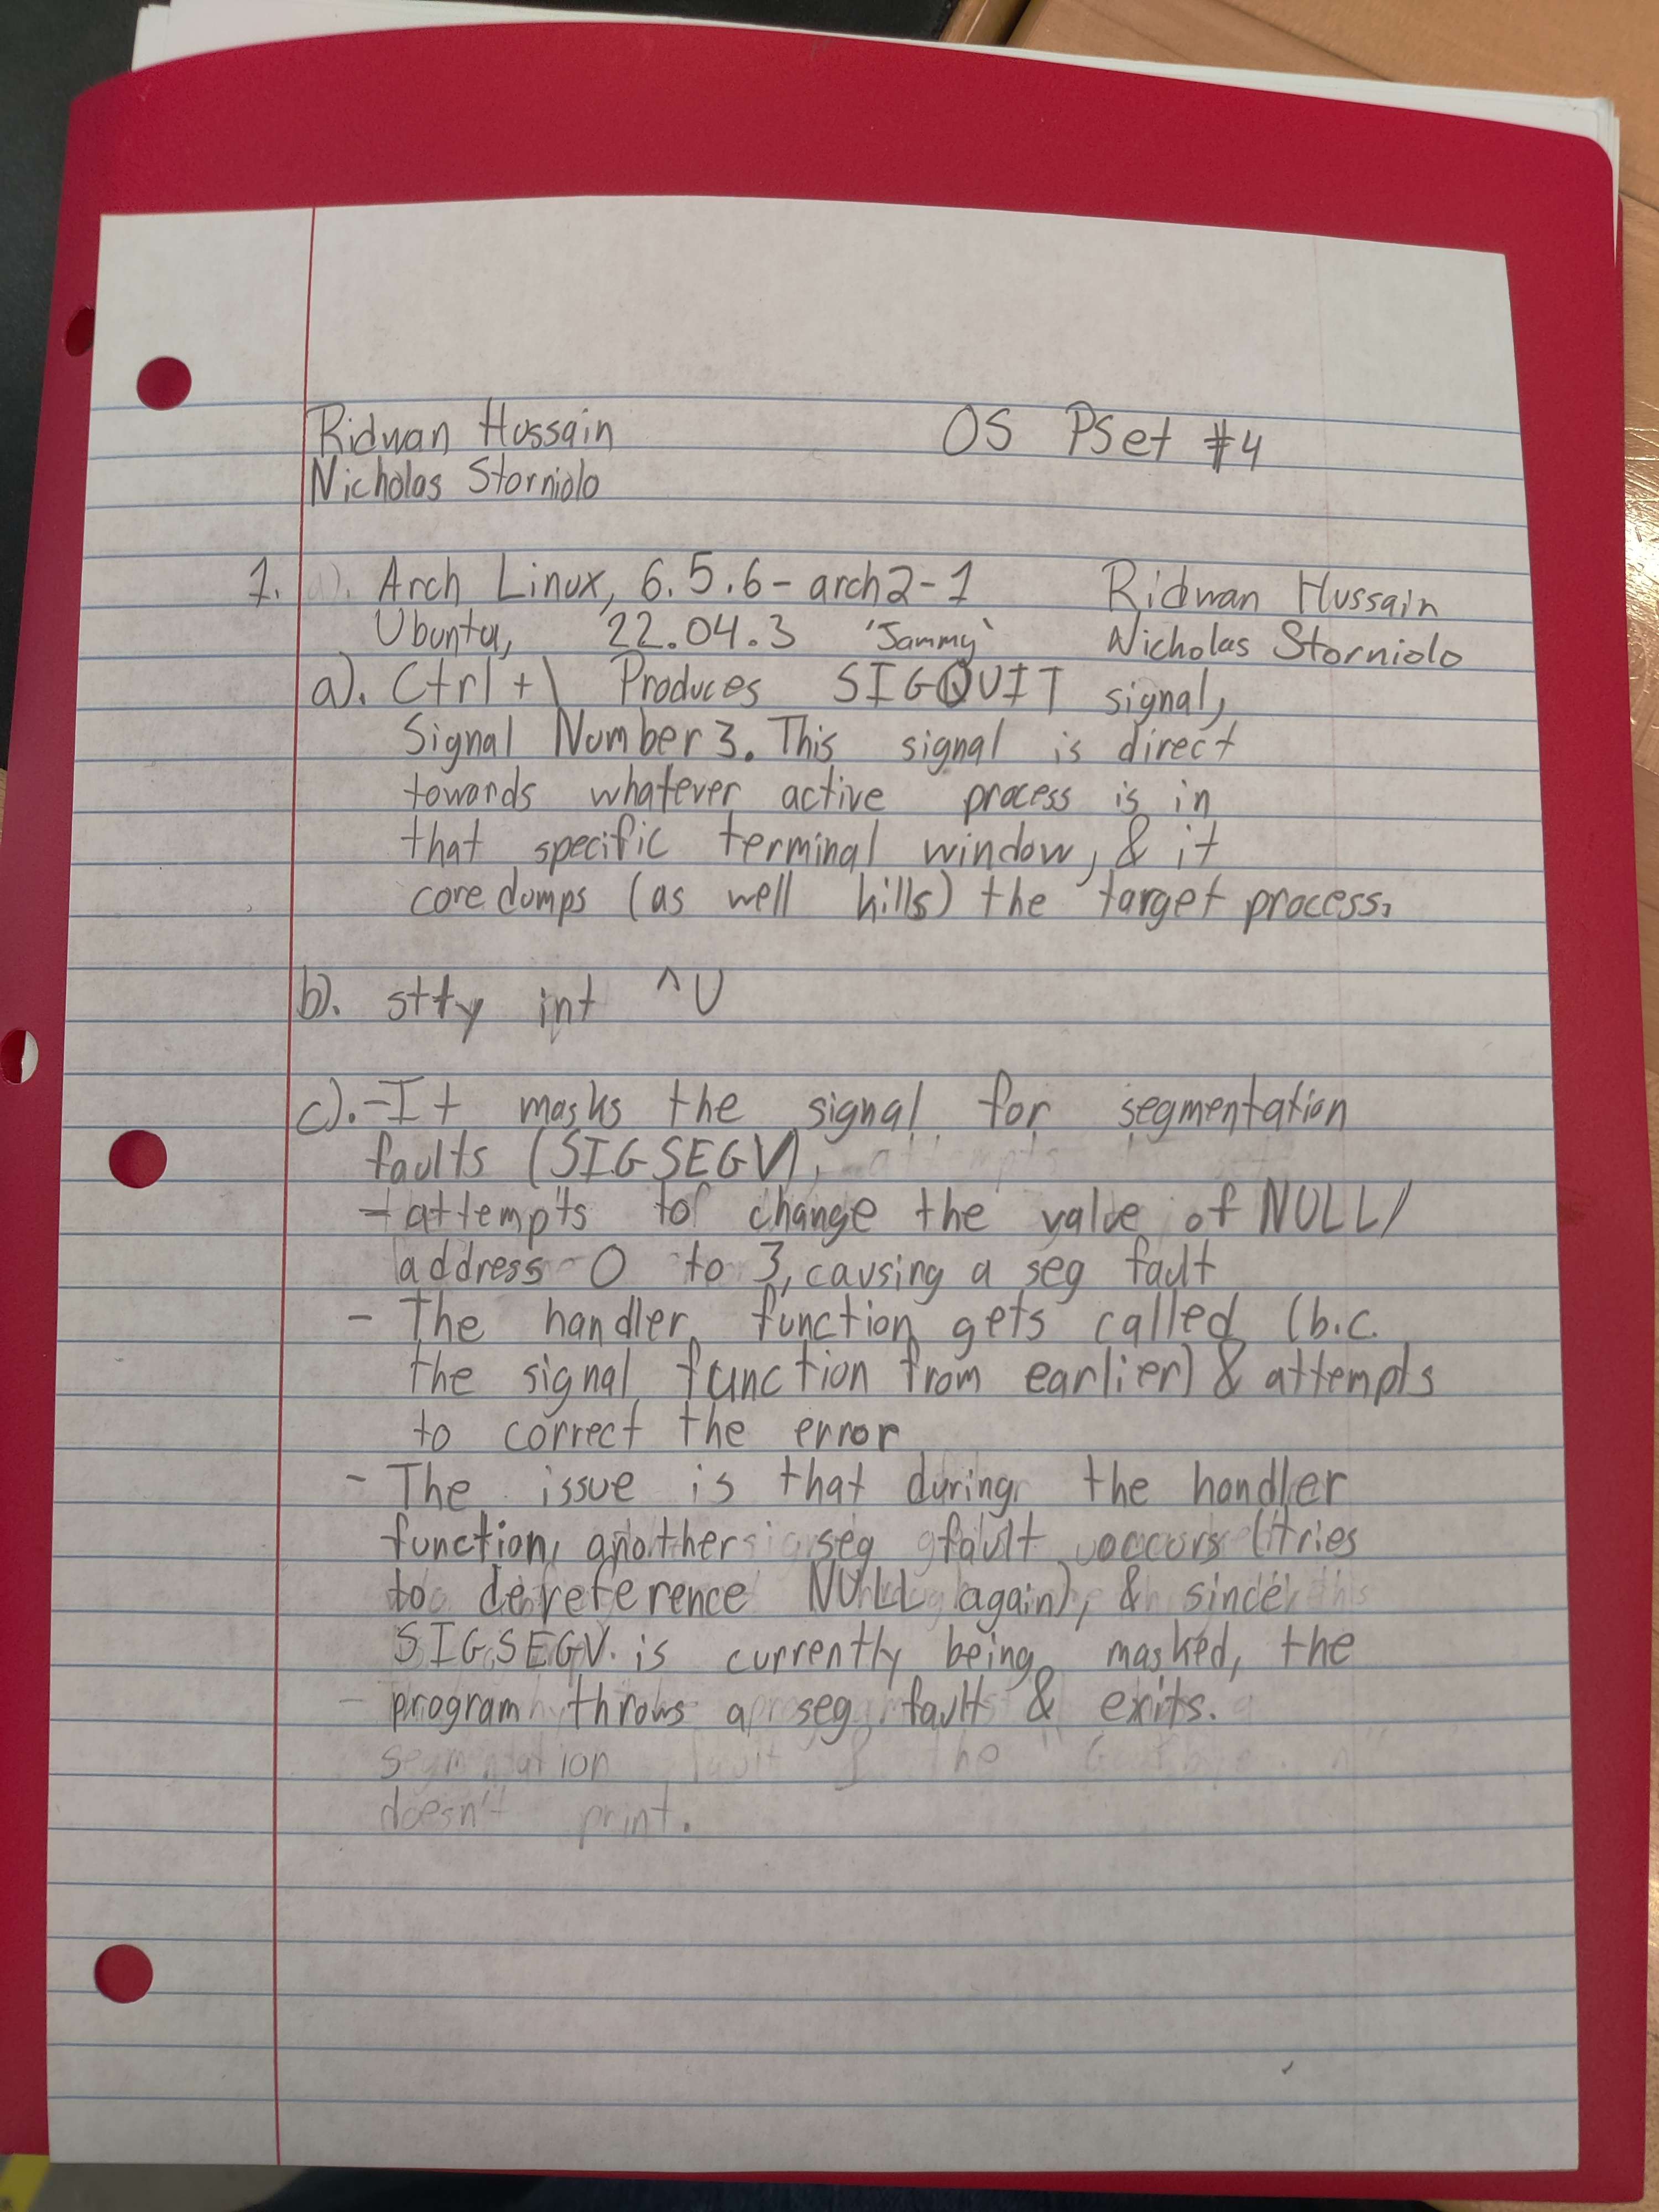 Ridwan Hussain OS PSet #4
Nicholas Storniolo
1. a). Arch Linux, 6.5.6-arch2-1 Ridwan Hussain
Ubuntu, 22.04.3 'Jammy` Nicholas Storniolo
a). Ctrl+\ Produces SIGQUIT signal,
Signal Number 3. This signal is direct
towards whatever active process is in
that specific terminal window, & it
core dumps (as well kills) the target process.
b). stty int ^U
c). -It masks the signal for segmentation
faults (SIGSEGV),
- attempts to change the value of NULL/
address 0 to 3, causing a seg fault
- The handler function gets called (b.c.
the signal function from earlier) & attempts
to correct the error
- The issue is that during the handler
function, another seg fault occurs (tries
to dereference NULL again), & since
SIGSEGV is currently being masked, the
program throws a seg fault & exits.
segmentation fault & the
doesn't print.